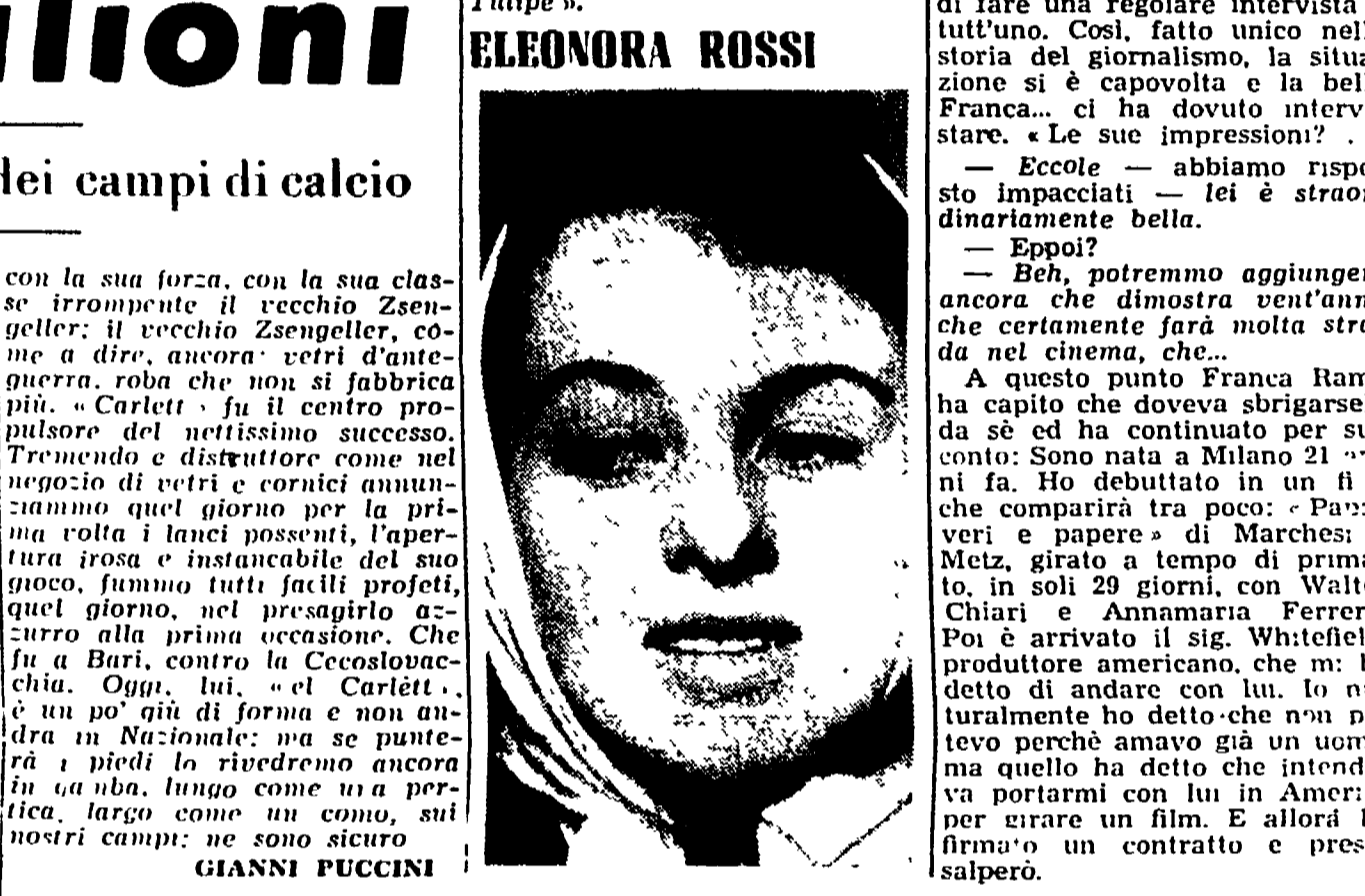 lioni
dei campi di calcio
con la sua forza, con la sua clas-
se irrompente il vecchio Zsen-
geller: il vecchio Zsengeller, co-
me a dire, ancora vetri d'ante-
guerra, roba che non si fabbrica
più. « Carlett » fu il centro pro-
pulsore del nettissimo successo.
Tremendo e distruttore come nel
negozio di vetri e cornici annun-
ziammo quel giorno per la pri-
ma volta i lanci possenti, l'aper-
tura irosa e instancabile del suo
gioco, fummo tutti facili profeti,
quel giorno, nel presagirlo az-
zurro alla prima occasione. Che
fu a Bari, contro la Cecoslovac-
chia. Oggi, lui, « el Carlètt »,
è un po' giù di forma e non an-
drà in Nazionale: ma se punte-
rà i piedi lo rivedremo ancora
in gamba, lungo come una per-
tica, largo come un como, sui
nostri campi: ne sono sicuro
GIANNI PUCCINI
Tulipe ».
ELEONORA ROSSI
di fare una regolare intervista
tutt'uno. Così, fatto unico nell
storia del giornalismo, la situa
zione si è capovolta e la bell
Franca... ci ha dovuto interv
stare. « Le sue impressioni? .
— Eccole — abbiamo rispo
sto impacciati — lei è straor
dinariamente bella.
— Eppoi?
— Beh, potremmo aggiunger
ancora che dimostra vent'ann
che certamente farà molta stra
da nel cinema, che...
A questo punto Franca Ram
ha capito che doveva sbrigarse
da sè ed ha continuato per su
conto: Sono nata a Milano 21
ni fa. Ho debuttato in un fi
che comparirà tra poco: «
veri e papere » di Marchesi
Metz, girato a tempo di prima
to, in soli 29 giorni, con Walt
Chiari e Annamaria Ferrer
Poi è arrivato il sig. Whitefiel
produttore americano, che m:
detto di andare con lui. Io n
turalmente ho detto che non p
tevo perchè amavo già un uom
ma quello ha detto che intend
va portarmi con lui in Ameri
per girare un film. E allora
firmato un contratto e pres
salperò.